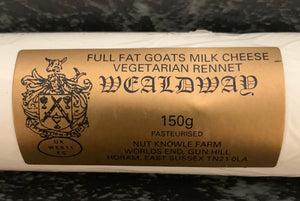 FULL FAT GOATS MILK CHEESE
VEGETARIAN RENNET
WEALDWAY
150g
PASTEURISED
NUT KNOWLE FARM
WORLDS END, GUN HILL
HORAM, EAST SUSSEX TN21 0LA
UK